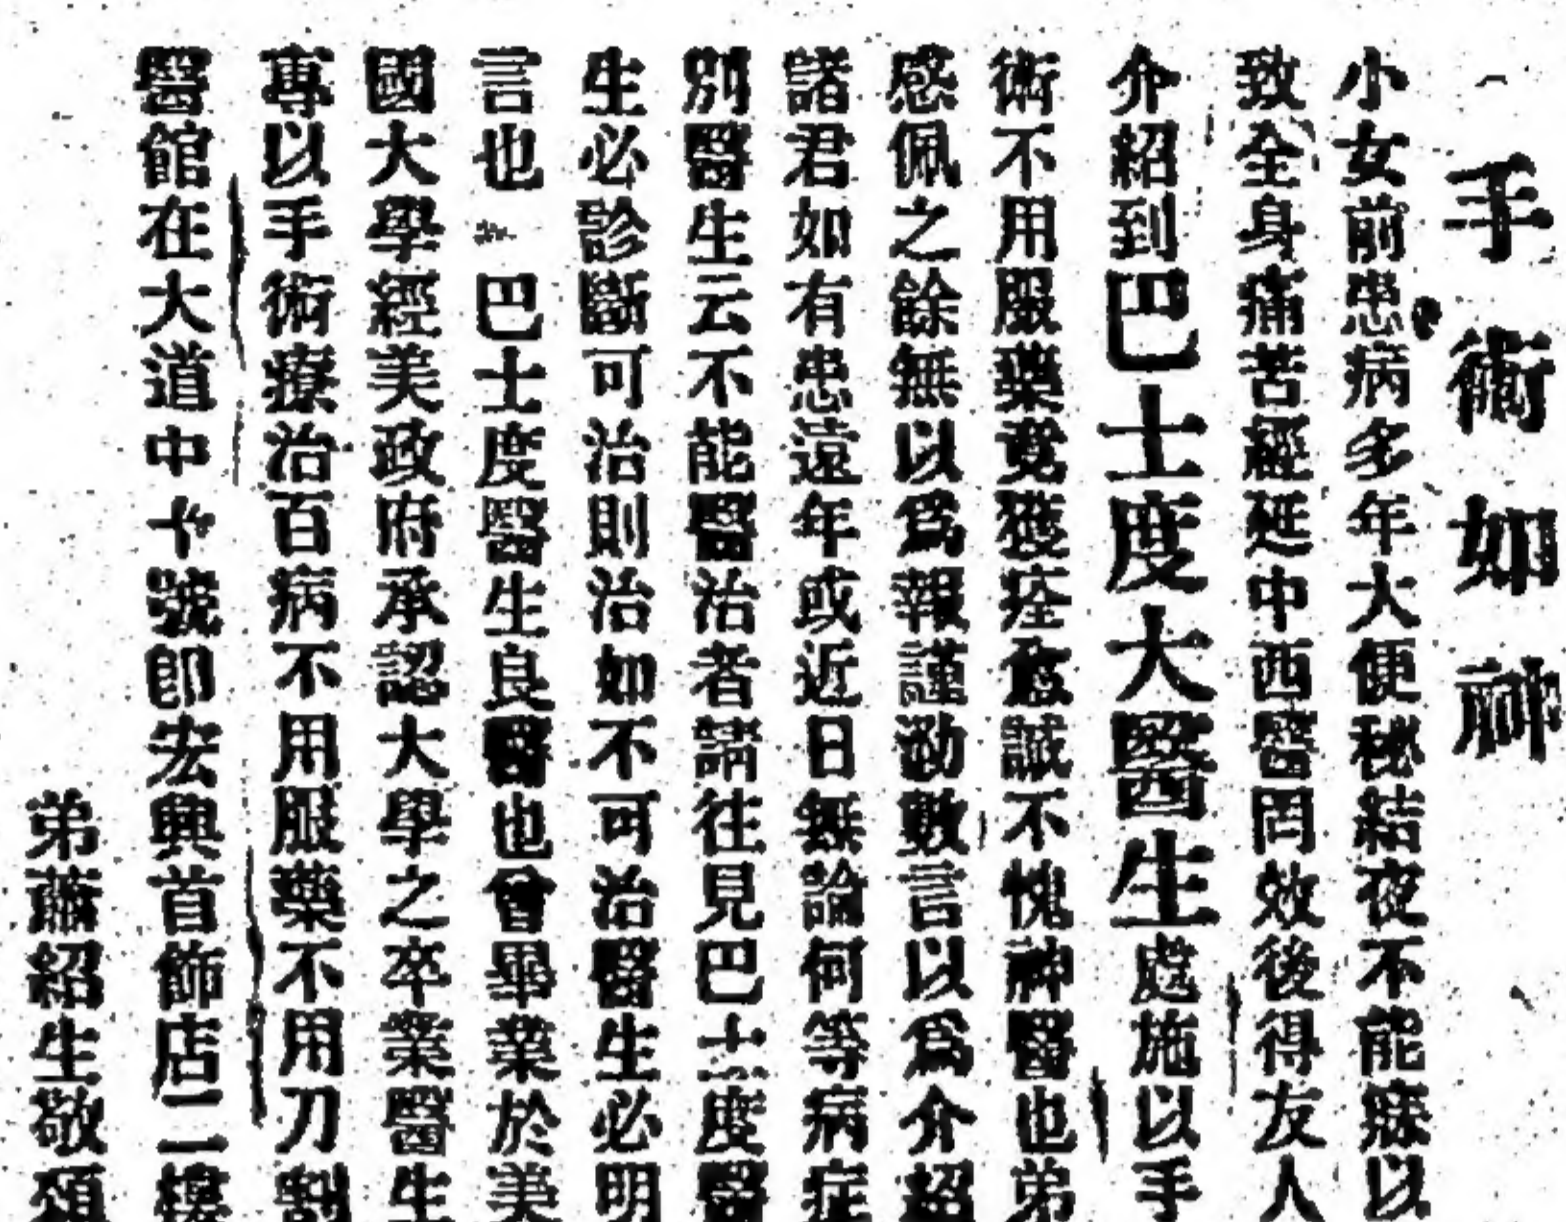 手術如神
小女前患病多年大便秘結夜不能寐以
致全身痛苦經延中西醫罔效後得友人
介紹到巴士度大醫生處施以手
術不用服藥竟獲痊愈誠不愧神醫也弟
感佩之餘無以爲報謹勘數言以爲介紹
諸君如有患遠年或近日無論何等病症
別醫生云不能醫治者請往見巴士度醫
生必診斷可治則治如不可治醫生必明
言也 巴士度醫生良醫也曾畢業於美
國大學經美政府承認大學之卒業醫生
專以手術療治百病不用服藥不用刀割
醫館在大道中十號即宏興首飾店二樓
弟蕭紹生敬頌